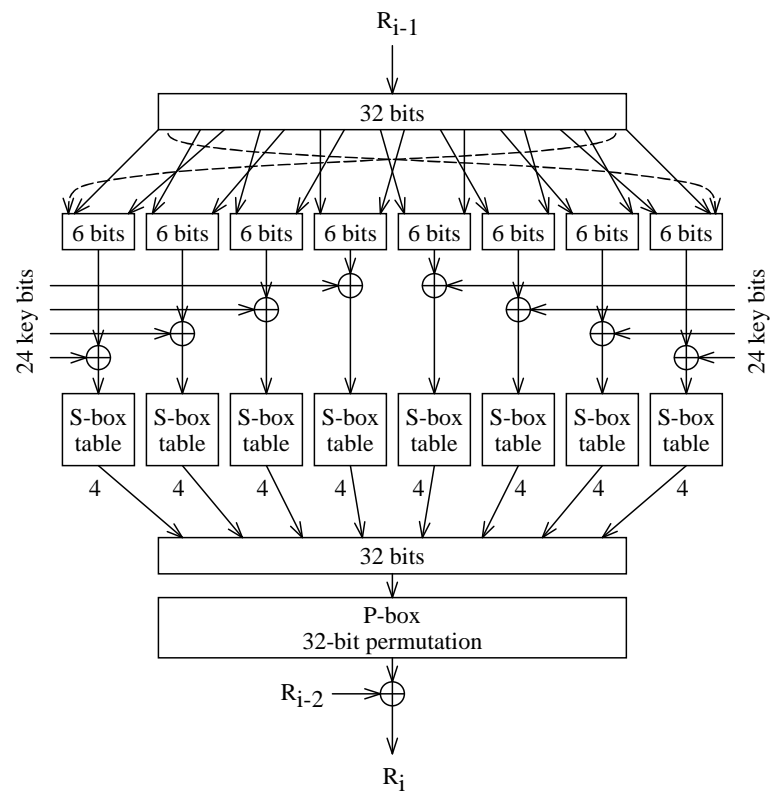 R_{i-1}
32 bits
6 bits 6 bits 6 bits 6 bits 6 bits 6 bits 6 bits 6 bits
24 key bits
24 key bits
S-box S-box S-box S-box S-box S-box S-box S-box
table table table table table table table table
4 4 4 4 4 4 4 4
32 bits
P-box
32-bit permutation
R_{i-2}
R_i